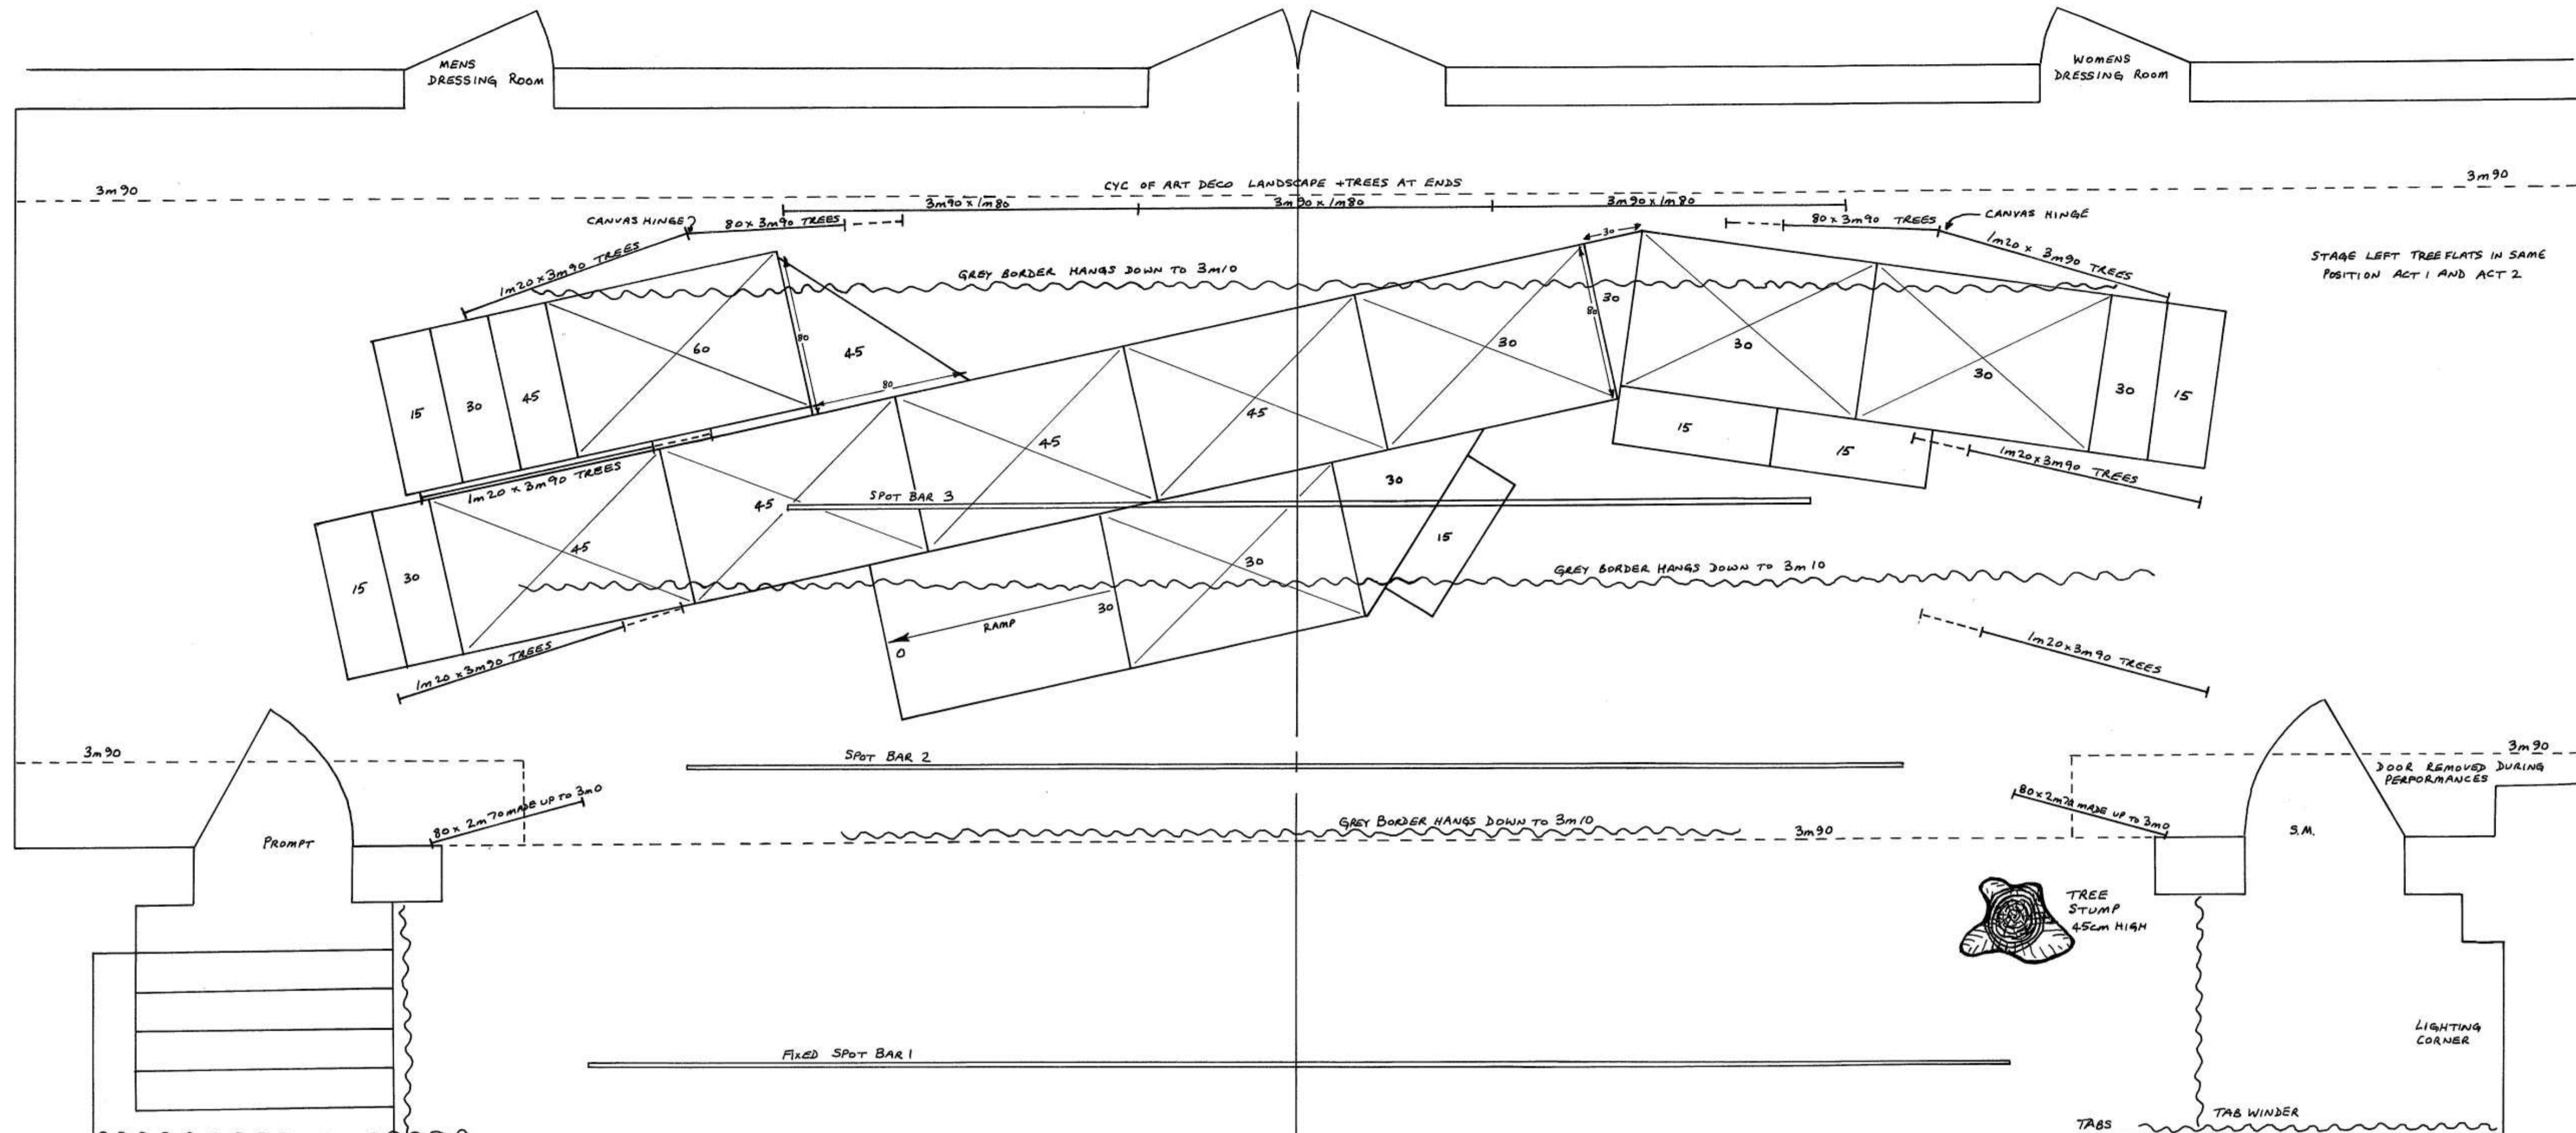 MENS
DRESSING ROOM
WOMENS
DRESSING ROOM
3m90
CYC OF ART DECO LANDSCAPE +TREES AT ENDS
3m90
3m90 x 1m80
3m90 x 1m80
3m90 x 1m80
CANVAS HINGE
80 x 3m90 TREES
80 x 3m90 TREES
CANVAS HINGE
1m20 x 3m90 TREES
1m20 x 3m90 TREES
STAGE LEFT TREE FLATS IN SAME
POSITION ACT 1 AND ACT 2
GREY BORDER HANGS DOWN TO 3m10
30
30
80
80
60
45
80
15
30
45
45
45
45
45
30
30
30
30
15
15
15
1m20 x 3m90 TREES
1m20 x 3m90 TREES
SPOT BAR 3
30
15
15
30
30
GREY BORDER HANGS DOWN TO 3m10
30
RAMP
0
1m20 x 3m90 TREES
1m20 x 3m90 TREES
3m90
SPOT BAR 2
3m90
DOOR REMOVED DURING
PERFORMANCES
80 x 2m70 MADE UP TO 3m0
80 x 2m70 MADE UP TO 3m0
PROMPT
GREY BORDER HANGS DOWN TO 3m10
3m90
S.M.
TREE
STUMP
45cm HIGH
FIXED SPOT BAR 1
LIGHTING
CORNER
TAB WINDER
TABS